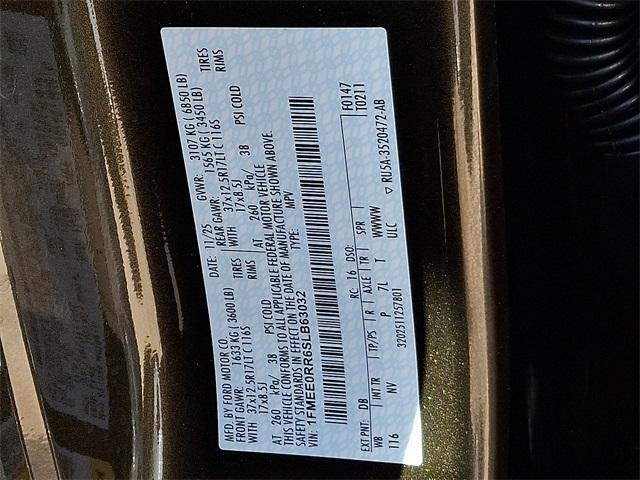 MFD. BY FORD MOTOR CO.
DATE: 11/25 GVWR: 3107 KG ( 6850 LB)
FRONT GAWR: 1633 KG ( 3600 LB) REAR GAWR: 1565 KG ( 3450 LB)
WITH 37x12.5R17LT C 116S TIRES WITH 37x12.5R17LT C 116S TIRES
17x8.5J RIMS 17x8.5J RIMS
AT 260 kPa/ 38 PSI COLD AT 260 kPa/ 38 PSI COLD
THIS VEHICLE CONFORMS TO ALL APPLICABLE FEDERAL MOTOR VEHICLE
SAFETY STANDARDS IN EFFECT ON THE DATE OF MANUFACTURE SHOWN ABOVE.
VIN: 1FMEE0RR6SLB63032 TYPE: MPV
F0147
T0211
EXT PNT: DB RC: 16 DSO:
WB INT TR TP/PS R AXLE TR SPR
116 NV P 7L T WWWW
ULC ▽ RU5A-3520472-AB
3202511257801